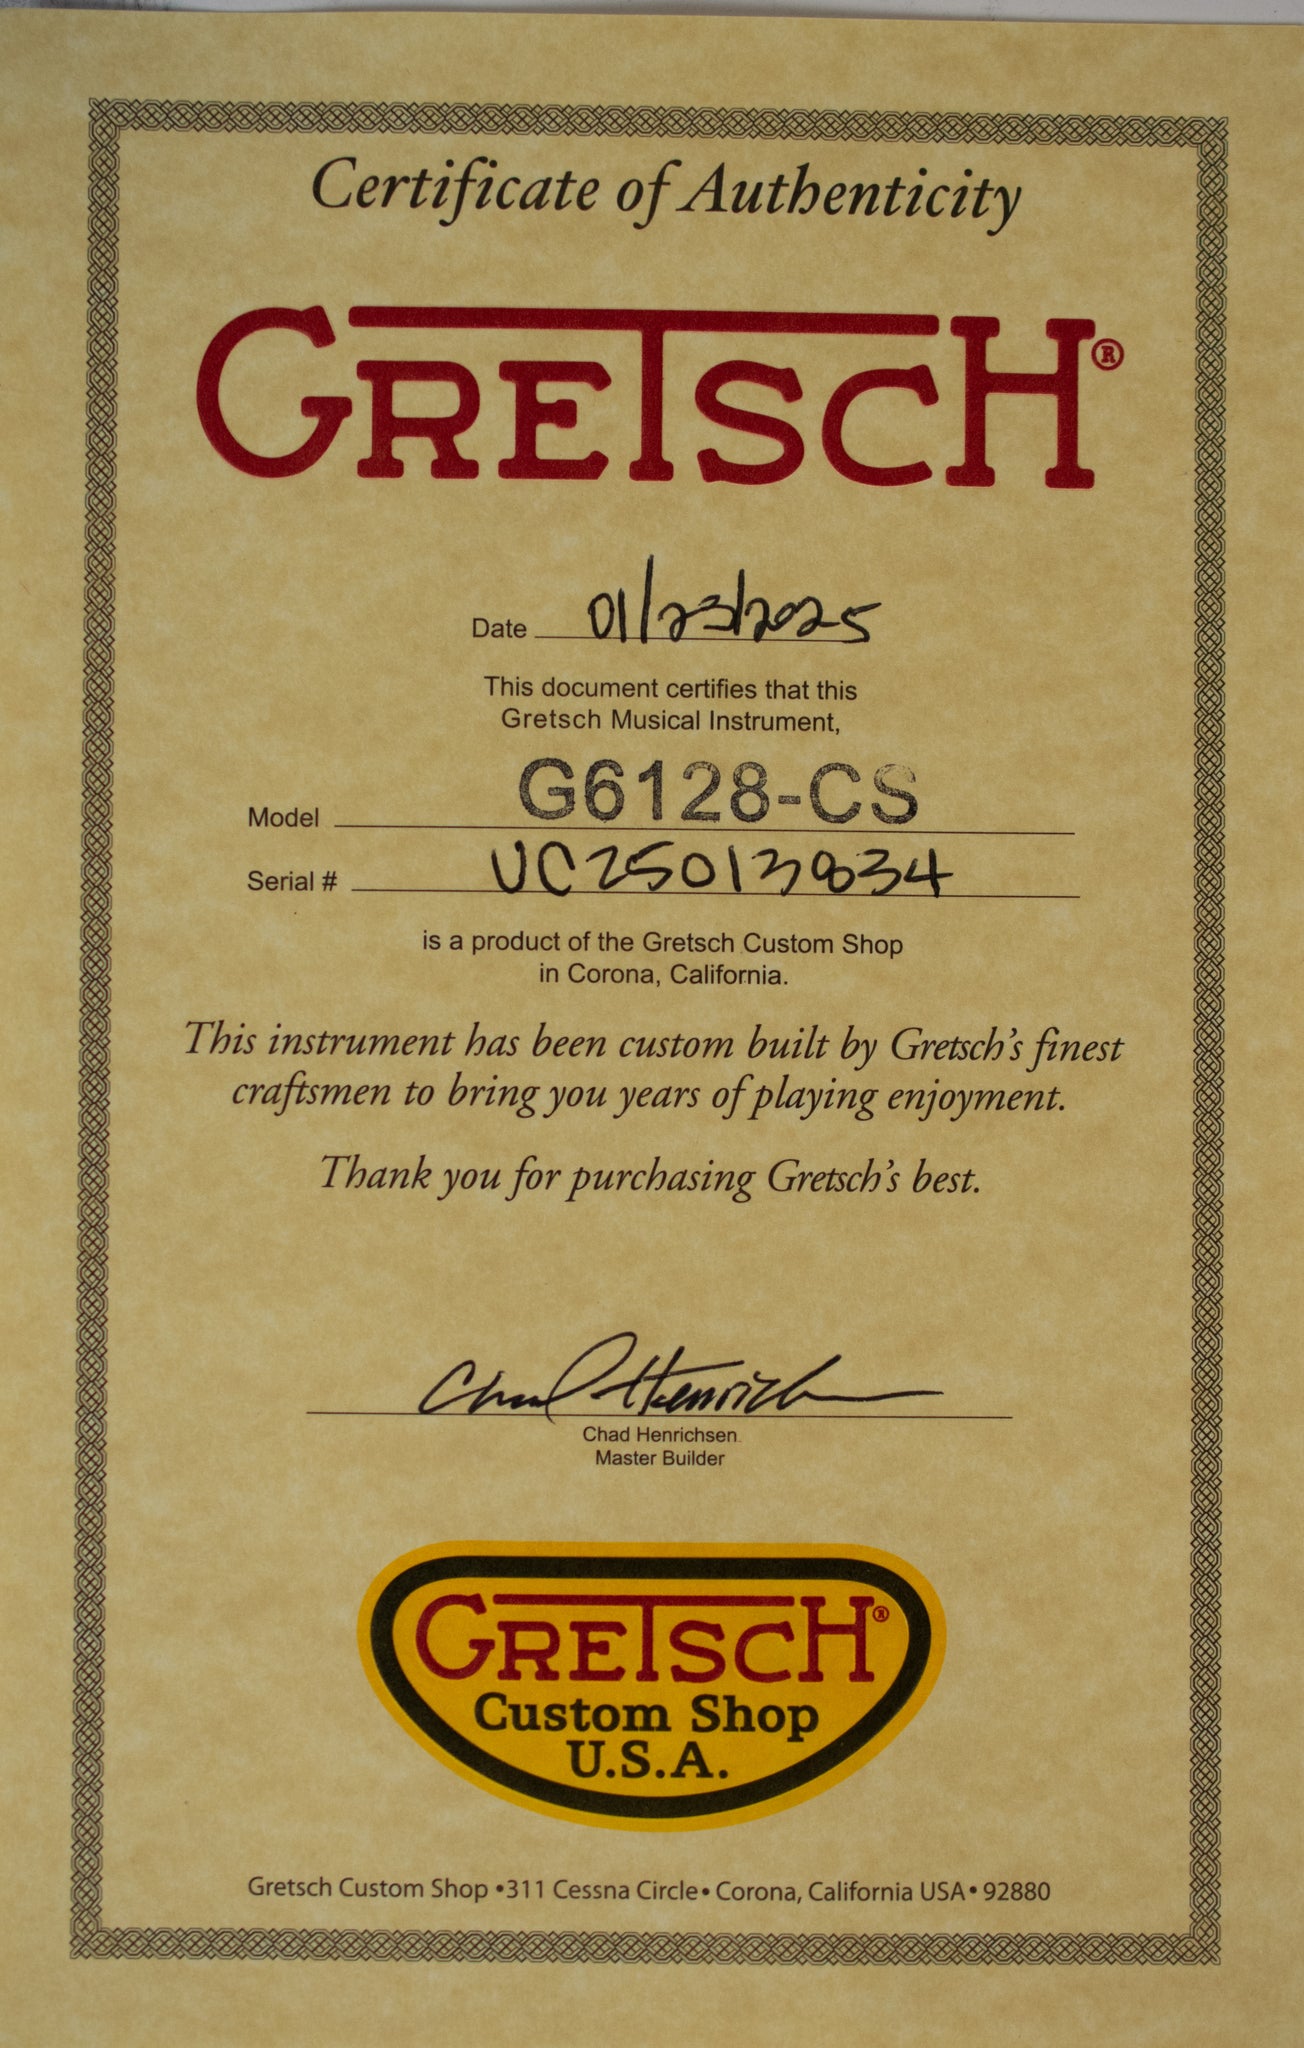 Certificate of Authenticity
GRETSCH®
Date 01/23/2025
This document certifies that this
Gretsch Musical Instrument,
Model G6128-CS
Serial # UC25013834
is a product of the Gretsch Custom Shop
in Corona, California.
This instrument has been custom built by Gretsch's finest
craftsmen to bring you years of playing enjoyment.
Thank you for purchasing Gretsch's best.
Chad Henrichsen
Chad Henrichsen
Master Builder
GRETSCH®
Custom Shop
U.S.A.
Gretsch Custom Shop •311 Cessna Circle• Corona, California USA• 92880